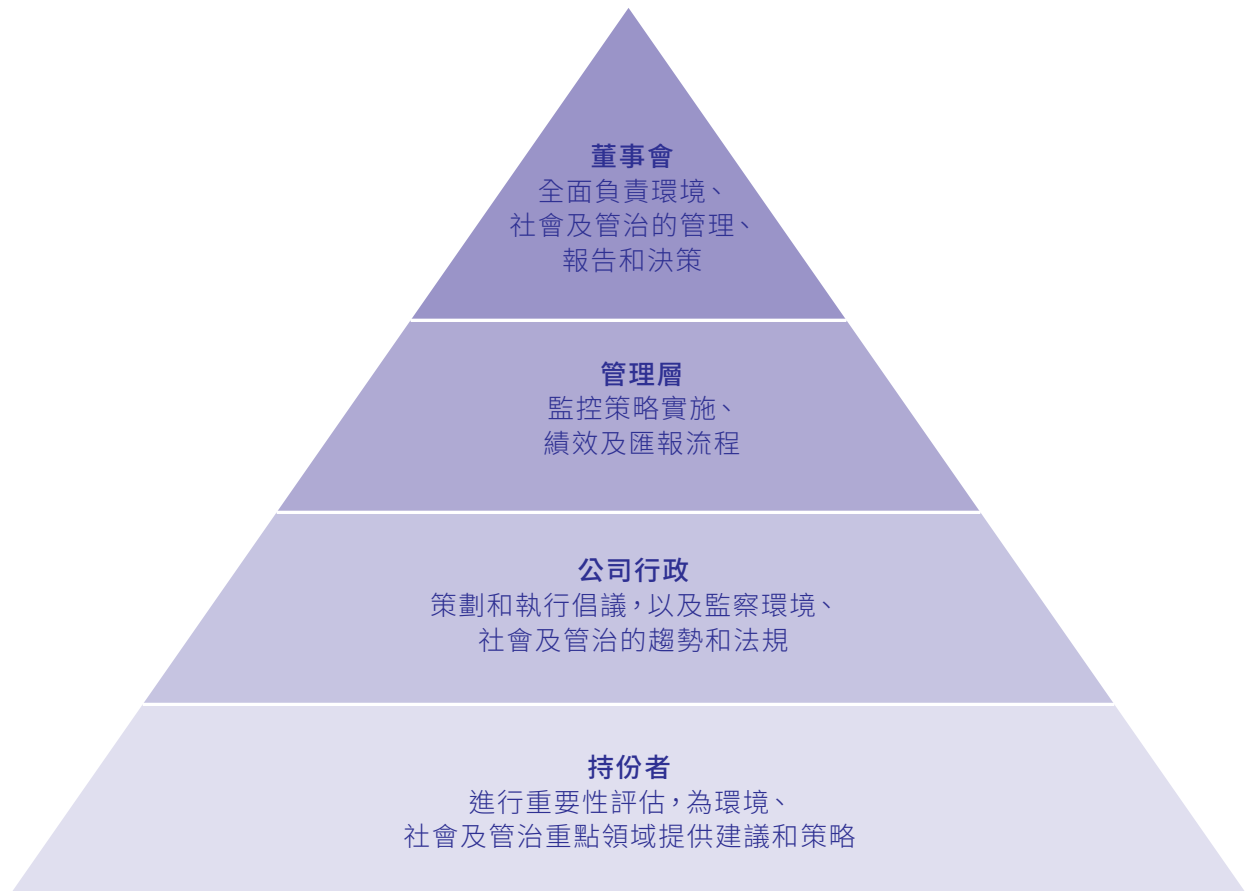 董事會
全面負責環境、
社會及管治的管理、
報告和決策
管理層
監控策略實施、
績效及匯報流程
公司行政
策劃和執行倡議，以及監察環境、
社會及管治的趨勢和法規
持份者
進行重要性評估，為環境、
社會及管治重點領域提供建議和策略